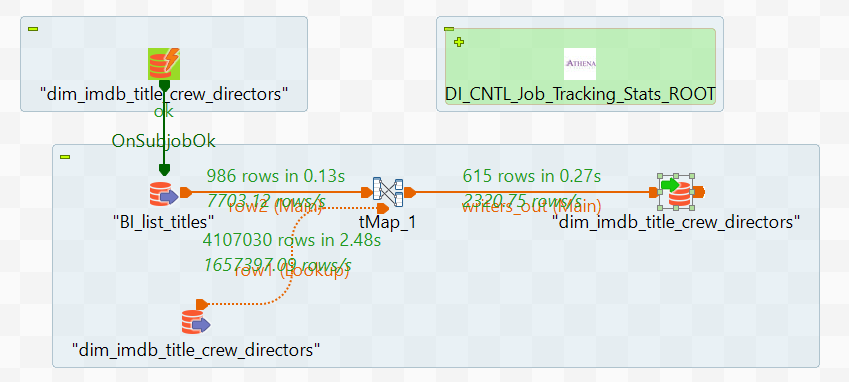 "dim_imdb_title_crew_directors"
ok
OnSubjobOk
ATHENA
DI_CNTL_Job_Tracking_Stats_ROOT
986 rows in 0.13s
7703.12 rows/s
row2 (Main)
"BI_list_titles"
tMap_1
615 rows in 0.27s
2320.75 rows/s
writers_out (Main)
"dim_imdb_title_crew_directors"
4107030 rows in 2.48s
1657397.09 rows/s
row1 (Lookup)
"dim_imdb_title_crew_directors"